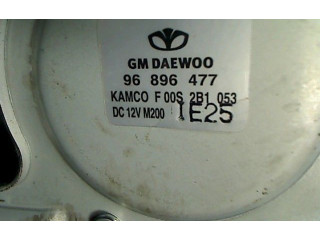 GM DAEWOO
96 896 477
KAMCO F 00S 2B1 053
DC 12V M200 1E25